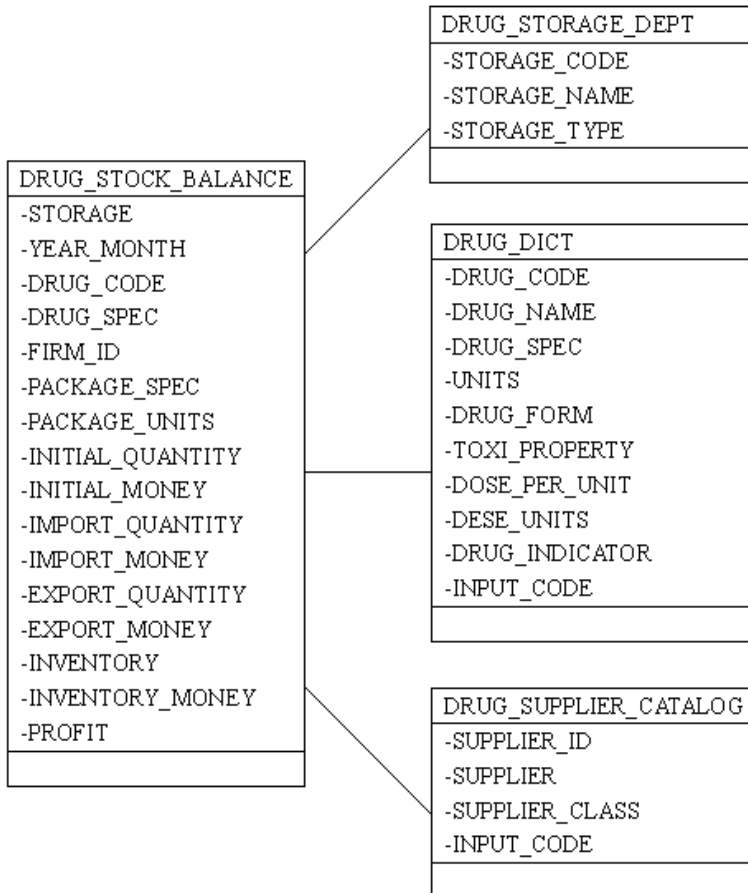 DRUG_STORAGE_DEPT
-STORAGE_CODE
-STORAGE_NAME
-STORAGE_TYPE
DRUG_STOCK_BALANCE
-STORAGE
-YEAR_MONTH
-DRUG_CODE
-DRUG_SPEC
-FIRM_ID
-PACKAGE_SPEC
-PACKAGE_UNITS
-INITIAL_QUANTITY
-INITIAL_MONEY
-IMPORT_QUANTITY
-IMPORT_MONEY
-EXPORT_QUANTITY
-EXPORT_MONEY
-INVENTORY
-INVENTORY_MONEY
-PROFIT
DRUG_DICT
-DRUG_CODE
-DRUG_NAME
-DRUG_SPEC
-UNITS
-DRUG_FORM
-TOXI_PROPERTY
-DOSE_PER_UNIT
-DESE_UNITS
-DRUG_INDICATOR
-INPUT_CODE
DRUG_SUPPLIER_CATALOG
-SUPPLIER_ID
-SUPPLIER
-SUPPLIER_CLASS
-INPUT_CODE